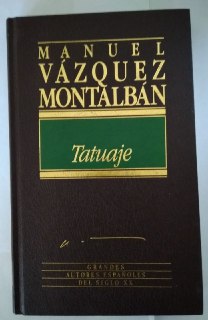 MANUEL
VÁZQUEZ
MONTALBÁN
Tatuaje
GRANDES
AUTORES ESPAÑOLES
DEL SIGLO XX